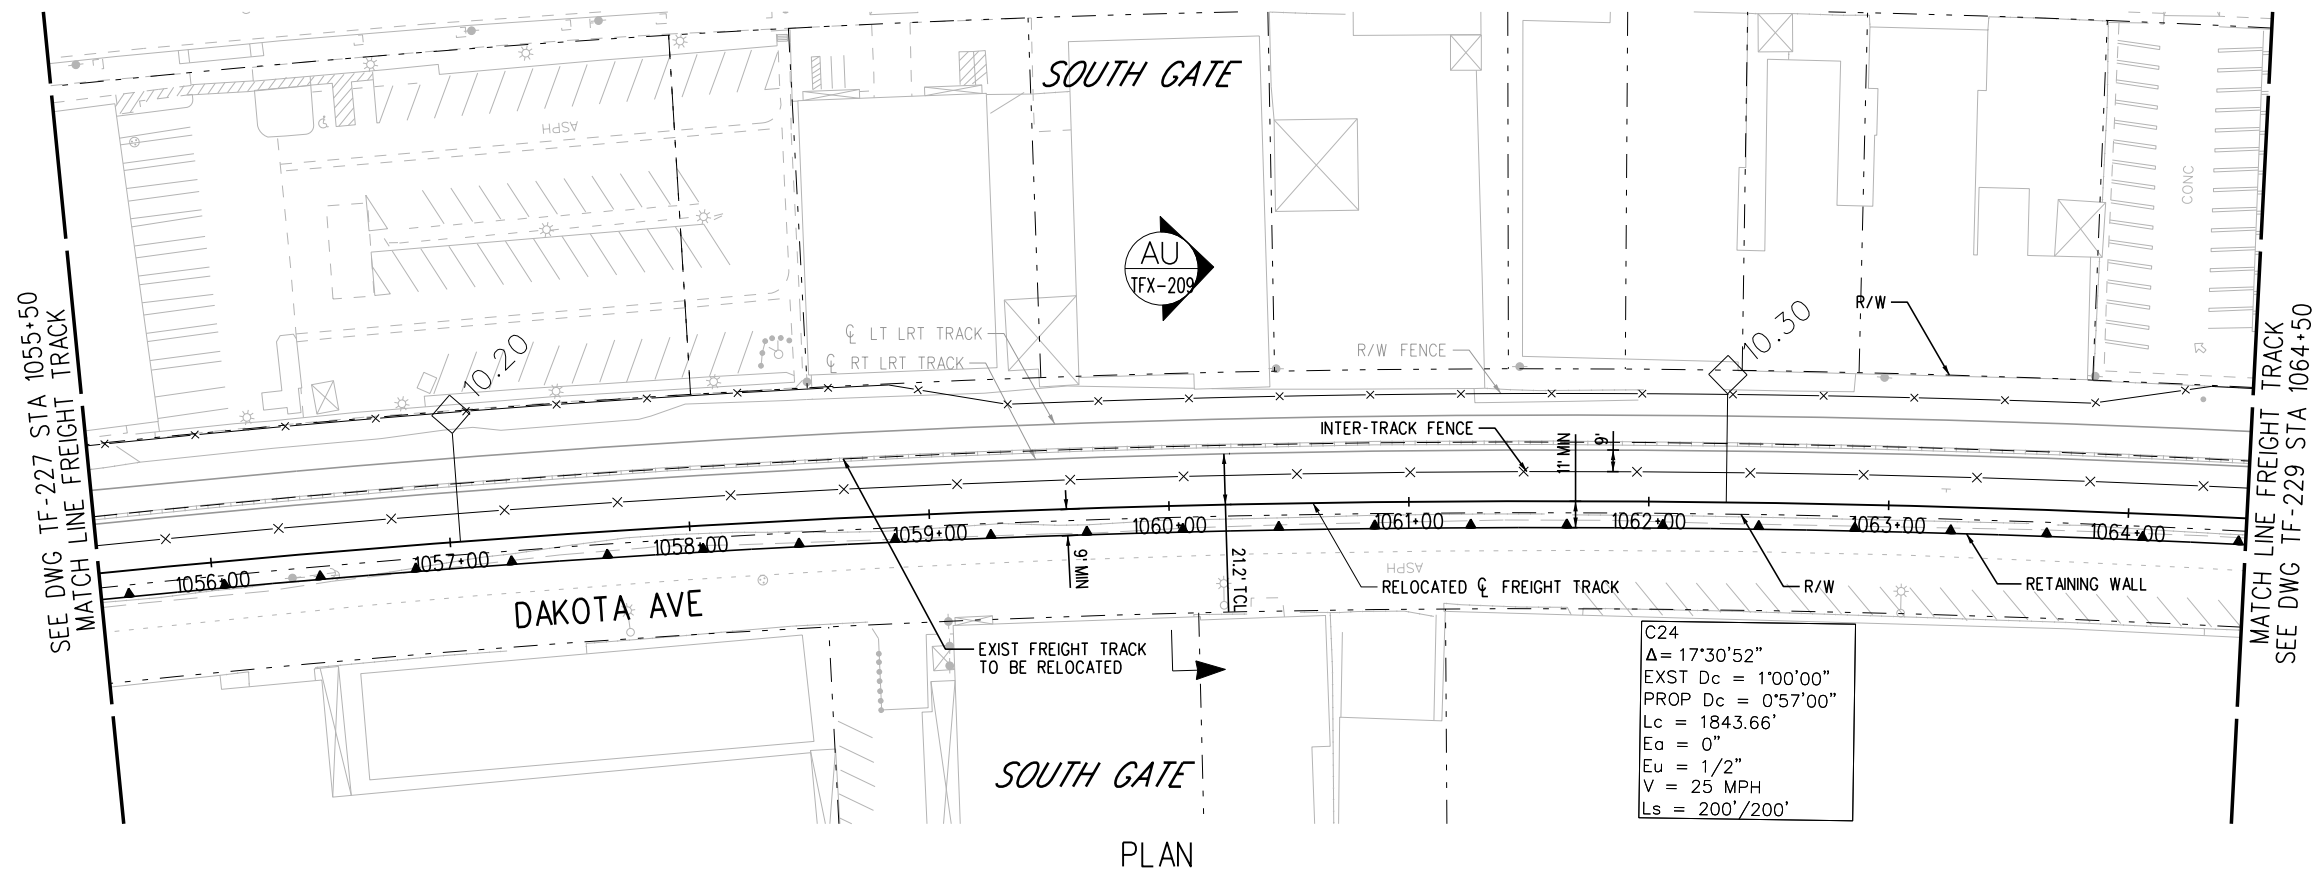 SOUTH GATE
ASPH
CONC
AU
TFX-209
SEE DWG TF-227 STA 1055+50
MATCH LINE FREIGHT TRACK
10.20
℄ LT LRT TRACK
℄ RT LRT TRACK
R/W FENCE
10.30
R/W
MATCH LINE FREIGHT TRACK
SEE DWG TF-229 STA 1064+50
INTER-TRACK FENCE
11' MIN
9'
1056+00
1057+00
1058+00
1059+00
1060+00
1061+00
1062+00
1063+00
1064+00
9' MIN
21.2' TCL
ASPH
RELOCATED ℄ FREIGHT TRACK
R/W
RETAINING WALL
DAKOTA AVE
EXIST FREIGHT TRACK
TO BE RELOCATED
C24
Δ= 17°30'52"
EXST Dc = 1°00'00"
PROP Dc = 0°57'00"
Lc = 1843.66'
Ea = 0"
Eu = 1/2"
V = 25 MPH
Ls = 200'/200'
SOUTH GATE
PLAN